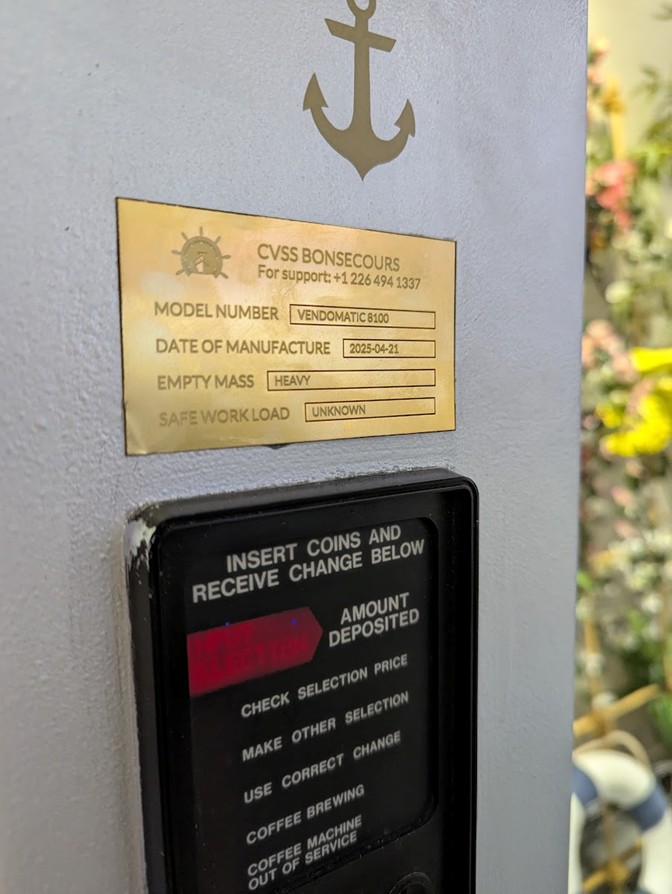 CVSS BONSECOURS
For support: +1 226 494 1337
MODEL NUMBER VENDOMATIC 8100
DATE OF MANUFACTURE 2025-04-21
EMPTY MASS HEAVY
SAFE WORK LOAD UNKNOWN
INSERT COINS AND
RECEIVE CHANGE BELOW
AMOUNT
DEPOSITED
CHECK SELECTION PRICE
MAKE OTHER SELECTION
USE CORRECT CHANGE
COFFEE BREWING
COFFEE MACHINE
OUT OF SERVICE